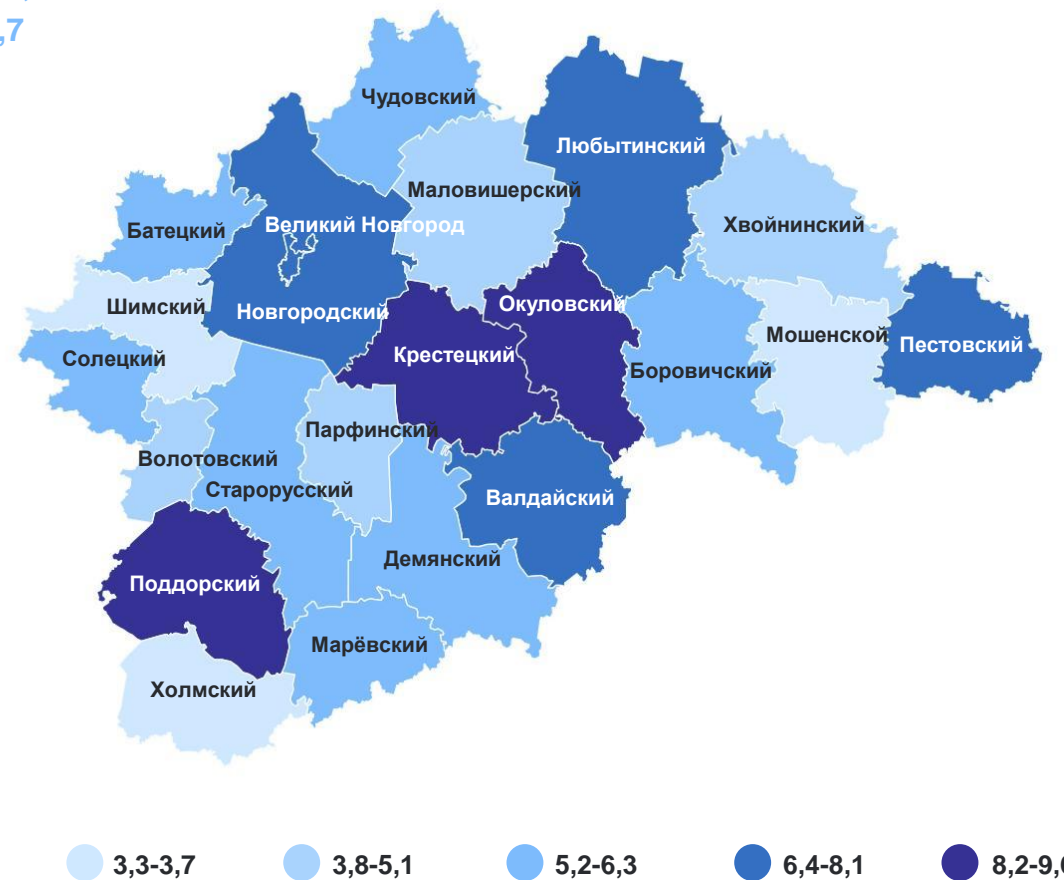 ,7
Чудовский
Любытинский
Маловишерский
Хвойнинский
Великий Новгород
Батецкий
Шимский
Новгородский
Окуловский
Мошенской
Пестовский
Солецкий
Крестецкий
Боровичский
Парфинский
Волотовский
Старорусский
Валдайский
Демянский
Поддорский
Марёвский
Холмский
3,3-3,7
3,8-5,1
5,2-6,3
6,4-8,1
8,2-9,